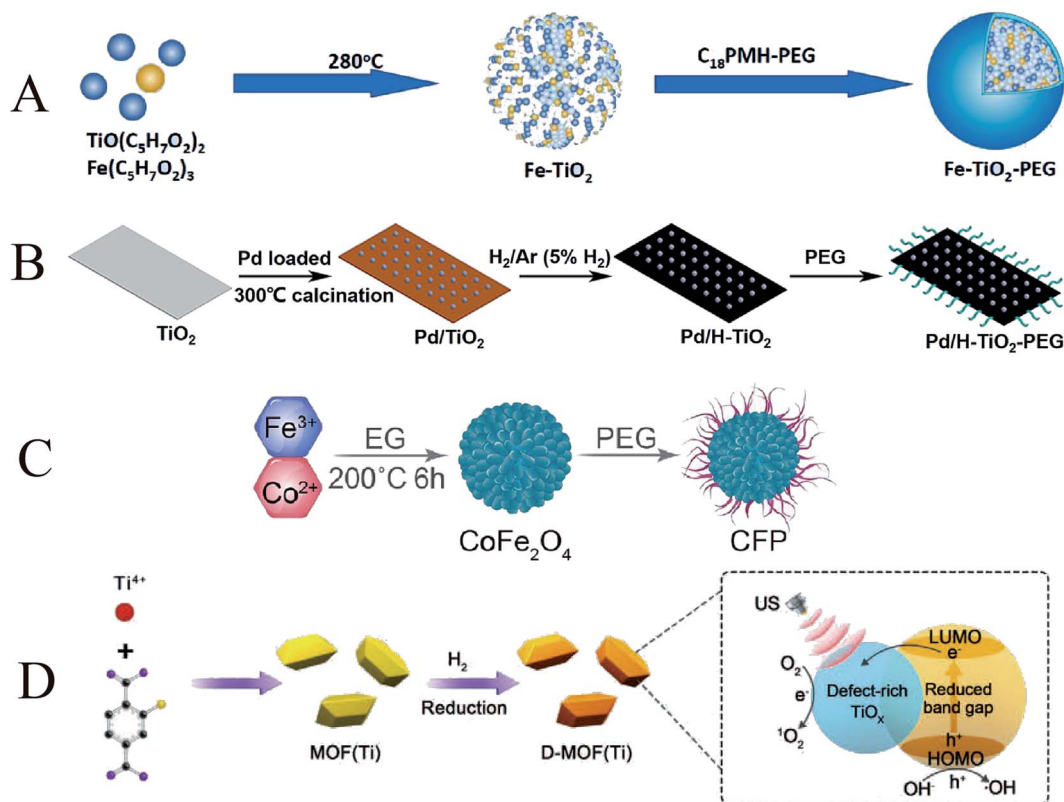 A
TiO(C₅H₇O₂)₂
Fe(C₅H₇O₂)₃
280°C
Fe-TiO₂
C₁₈PMH-PEG
Fe-TiO₂-PEG
B
TiO₂
Pd loaded
300℃ calcination
Pd/TiO₂
H₂/Ar (5% H₂)
Pd/H-TiO₂
PEG
Pd/H-TiO₂-PEG
C
Fe³⁺
Co²⁺
EG
200°C 6h
CoFe₂O₄
PEG
CFP
D
Ti⁴⁺
+
MOF(Ti)
H₂
Reduction
D-MOF(Ti)
US
O₂
e⁻
¹O₂
Defect-rich
TiOₓ
LUMO
e⁻
Reduced
band gap
h⁺
HOMO
OH⁻
h⁺
·OH